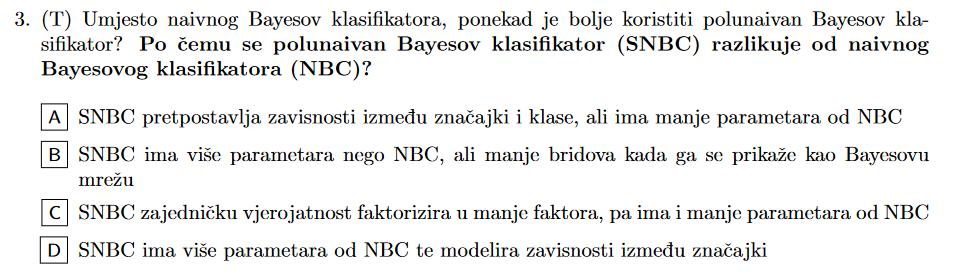 3. (T) Umjesto naivnog Bayesov klasifikatora, ponekad je bolje koristiti polunaivan Bayesov kla-
sifikator? Po čemu se polunaivan Bayesov klasifikator (SNBC) razlikuje od naivnog
Bayesovog klasifikatora (NBC)?
A SNBC pretpostavlja zavisnosti između značajki i klase, ali ima manje parametara od NBC
B SNBC ima više parametara nego NBC, ali manje bridova kada ga se prikaže kao Bayesovu
mrežu
C SNBC zajedničku vjerojatnost faktorizira u manje faktora, pa ima i manje parametara od NBC
D SNBC ima više parametara od NBC te modelira zavisnosti između značajki